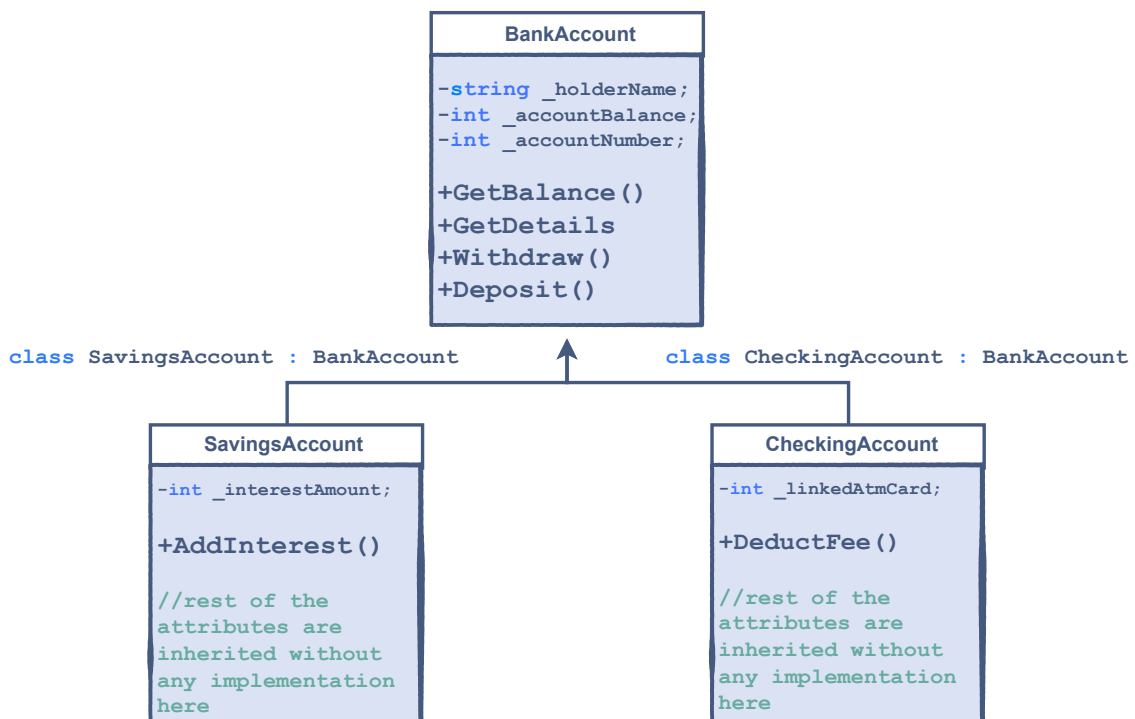 BankAccount
-string _holderName;
-int _accountBalance;
-int _accountNumber;
+GetBalance()
+GetDetails
+Withdraw()
+Deposit()
class SavingsAccount : BankAccount
class CheckingAccount : BankAccount
SavingsAccount
-int _interestAmount;
+AddInterest()
//rest of the
attributes are
inherited without
any implementation
here
CheckingAccount
-int _linkedAtmCard;
+DeductFee()
//rest of the
attributes are
inherited without
any implementation
here